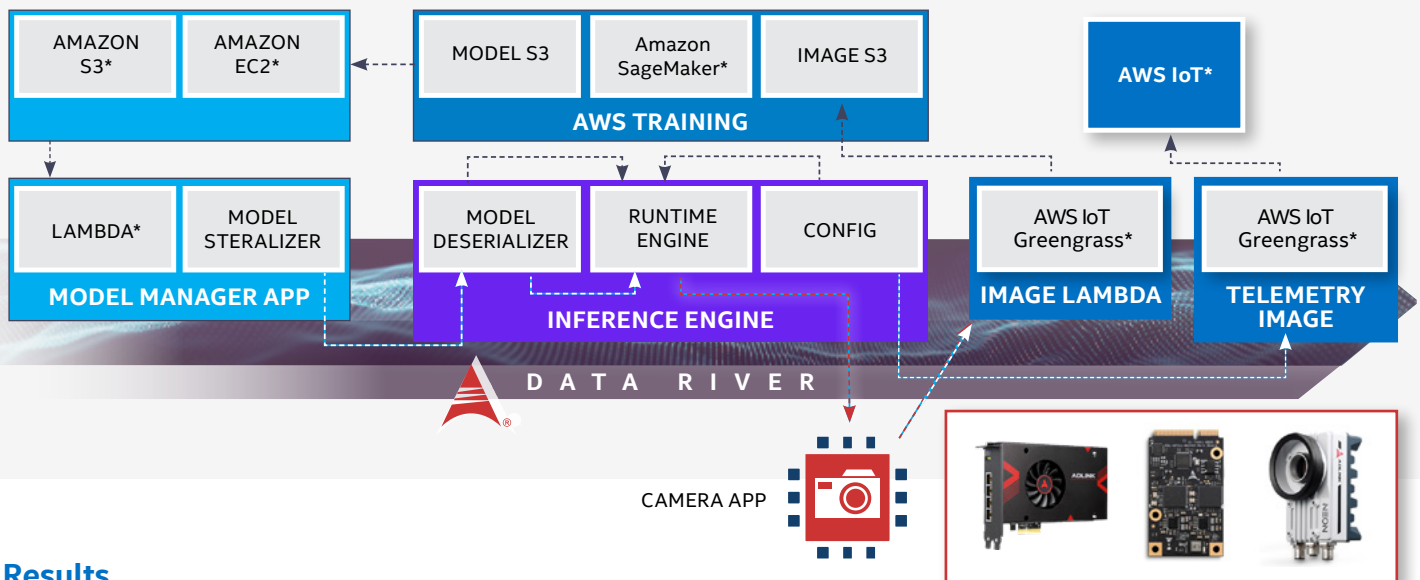 AMAZON
S3*
AMAZON
EC2*
MODEL S3
Amazon
SageMaker*
IMAGE S3
AWS TRAINING
AWS IoT*
LAMBDA*
MODEL
STERALIZER
MODEL MANAGER APP
MODEL
DESERIALIZER
RUNTIME
ENGINE
CONFIG
INFERENCE ENGINE
AWS IoT
Greengrass*
IMAGE LAMBDA
AWS IoT
Greengrass*
TELEMETRY
IMAGE
DATA RIVER
®
CAMERA APP
ADLINK
NEON
Results